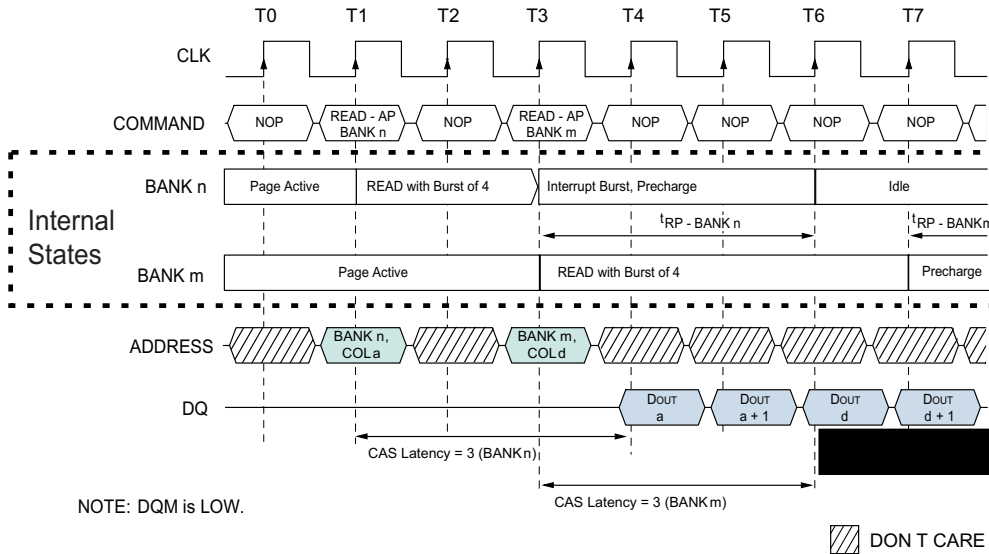 T0 T1 T2 T3 T4 T5 T6 T7
CLK
COMMAND
NOP
READ - AP
BANK n
NOP
READ - AP
BANK m
NOP
NOP
NOP
NOP
Internal
States
BANK n
Page Active
READ with Burst of 4
Interrupt Burst, Precharge
Idle
tRP - BANK n
tRP - BANK m
BANK m
Page Active
READ with Burst of 4
Precharge
ADDRESS
BANK n,
COL a
BANK m,
COL d
DQ
DOUT
a
DOUT
a + 1
DOUT
d
DOUT
d + 1
CAS Latency = 3 (BANK n)
CAS Latency = 3 (BANK m)
NOTE: DQM is LOW.
DON T CARE